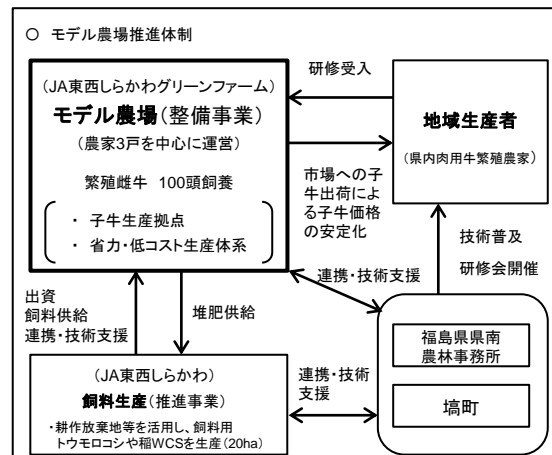 ○ モデル農場推進体制
(JA東西しらかわグリーンファーム)
モデル農場(整備事業)
(農家3戸を中心に運営)
繁殖雌牛 100頭飼養
・ 子牛生産拠点
・ 省力・低コスト生産体系
研修受入
市場への子
牛出荷によ
る子牛価格
の安定化
地域生産者
(県内肉用牛繁殖農家)
技術普及
研修会開催
連携・技術支援
出資
飼料供給
連携・技術支援
堆肥供給
福島県県南
農林事務所
塙町
(JA東西しらかわ)
飼料生産(推進事業)
・耕作放棄地等を活用し、飼料用
トウモロコシや稲WCSを生産(20ha)
連携・技術
支援